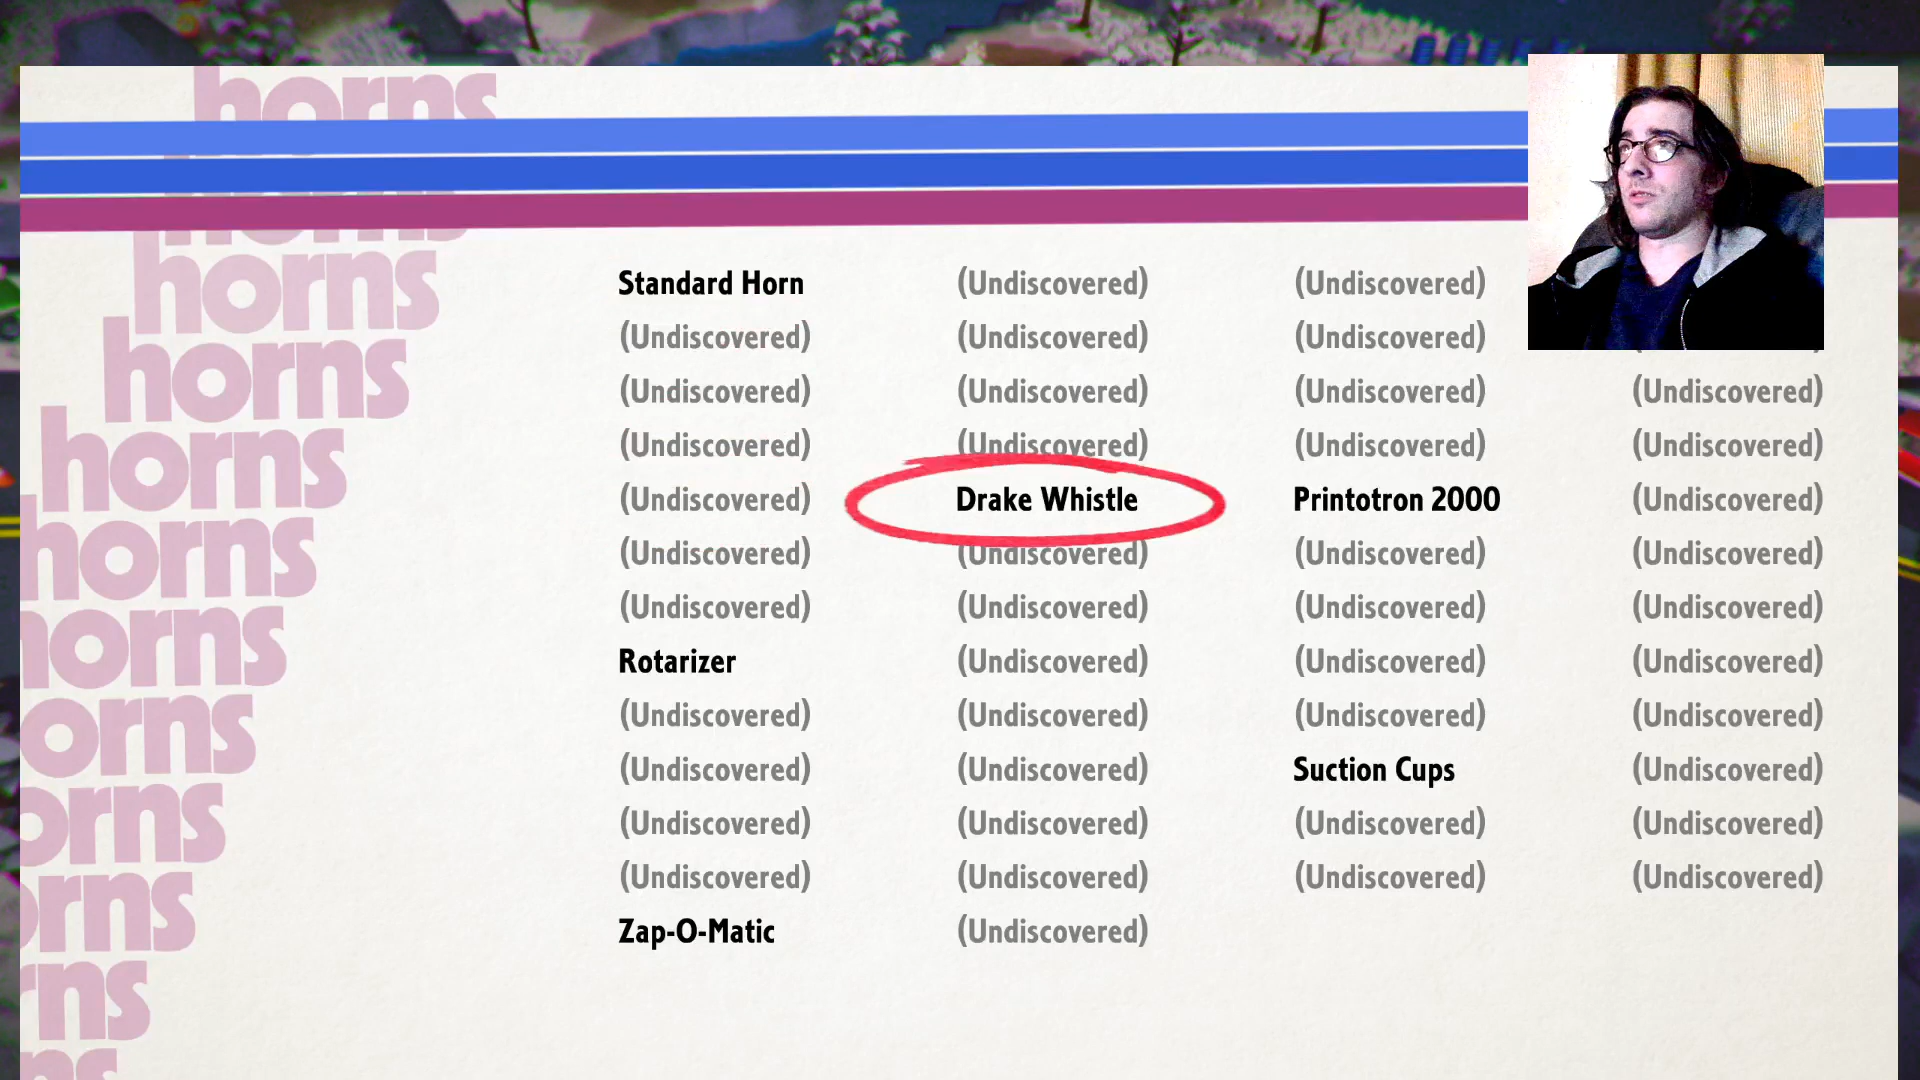 horns
horns
horns
horns
horns
horns
orns
orns
orns
rns
rns
ns
Standard Horn (Undiscovered) (Undiscovered)
(Undiscovered) (Undiscovered) (Undiscovered)
(Undiscovered) (Undiscovered) (Undiscovered) (Undiscovered)
(Undiscovered) (Undiscovered) (Undiscovered) (Undiscovered)
(Undiscovered) Drake Whistle Printotron 2000 (Undiscovered)
(Undiscovered) (Undiscovered) (Undiscovered) (Undiscovered)
(Undiscovered) (Undiscovered) (Undiscovered) (Undiscovered)
Rotarizer (Undiscovered) (Undiscovered) (Undiscovered)
(Undiscovered) (Undiscovered) (Undiscovered) (Undiscovered)
(Undiscovered) (Undiscovered) Suction Cups (Undiscovered)
(Undiscovered) (Undiscovered) (Undiscovered) (Undiscovered)
(Undiscovered) (Undiscovered) (Undiscovered) (Undiscovered)
Zap-O-Matic (Undiscovered)